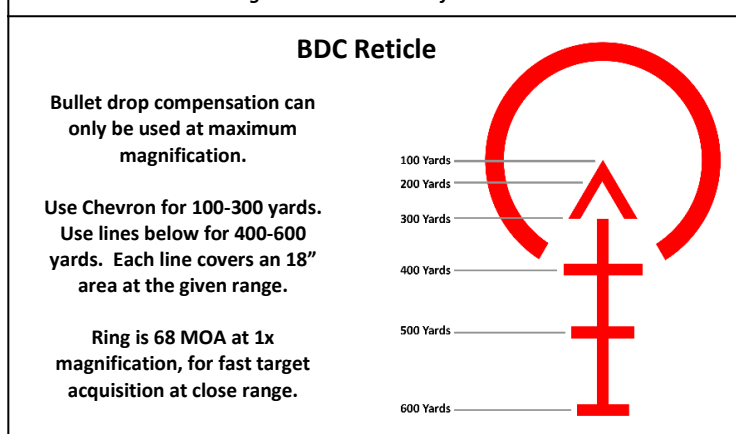 BDC Reticle
Bullet drop compensation can
only be used at maximum
magnification.
Use Chevron for 100-300 yards.
Use lines below for 400-600
yards. Each line covers an 18”
area at the given range.
Ring is 68 MOA at 1x
magnification, for fast target
acquisition at close range.
100 Yards
200 Yards
300 Yards
400 Yards
500 Yards
600 Yards